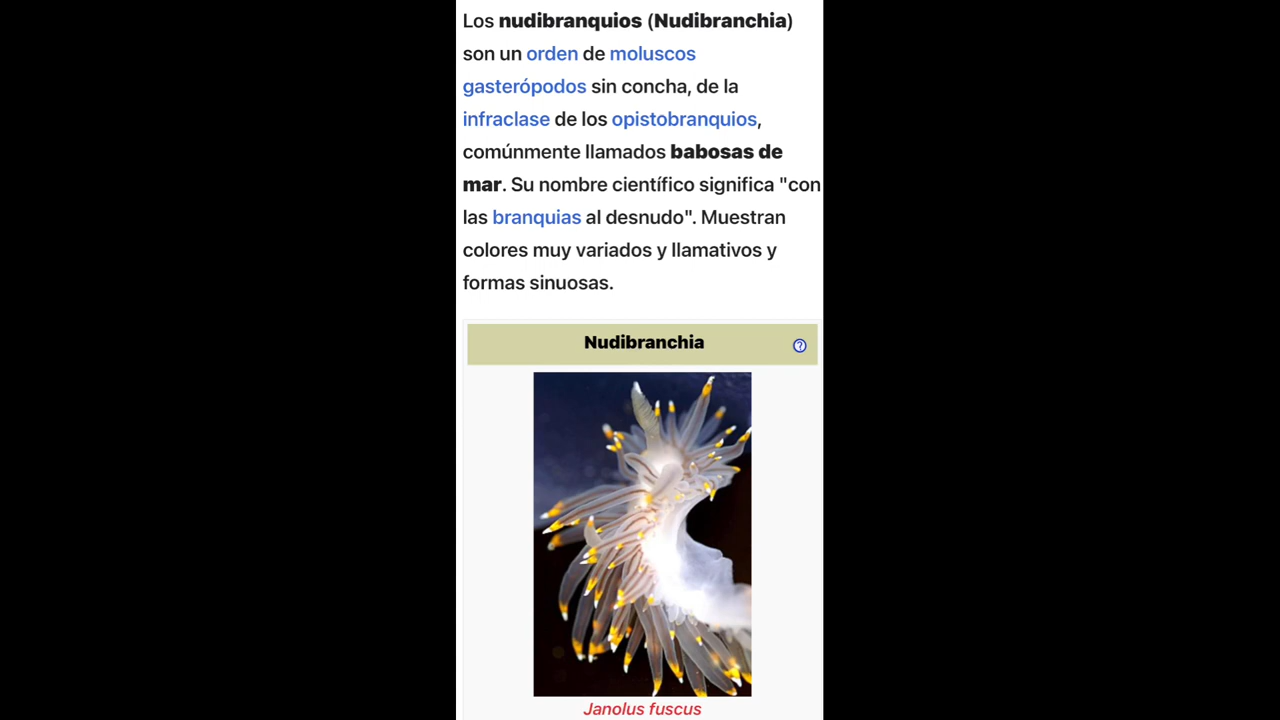 Los nudibranquios (Nudibranchia)
son un orden de moluscos
gasterópodos sin concha, de la
infraclase de los opistobranquios,
comúnmente llamados babosas de
mar. Su nombre científico significa "con
las branquias al desnudo". Muestran
colores muy variados y llamativos y
formas sinuosas.
Nudibranchia
Janolus fuscus